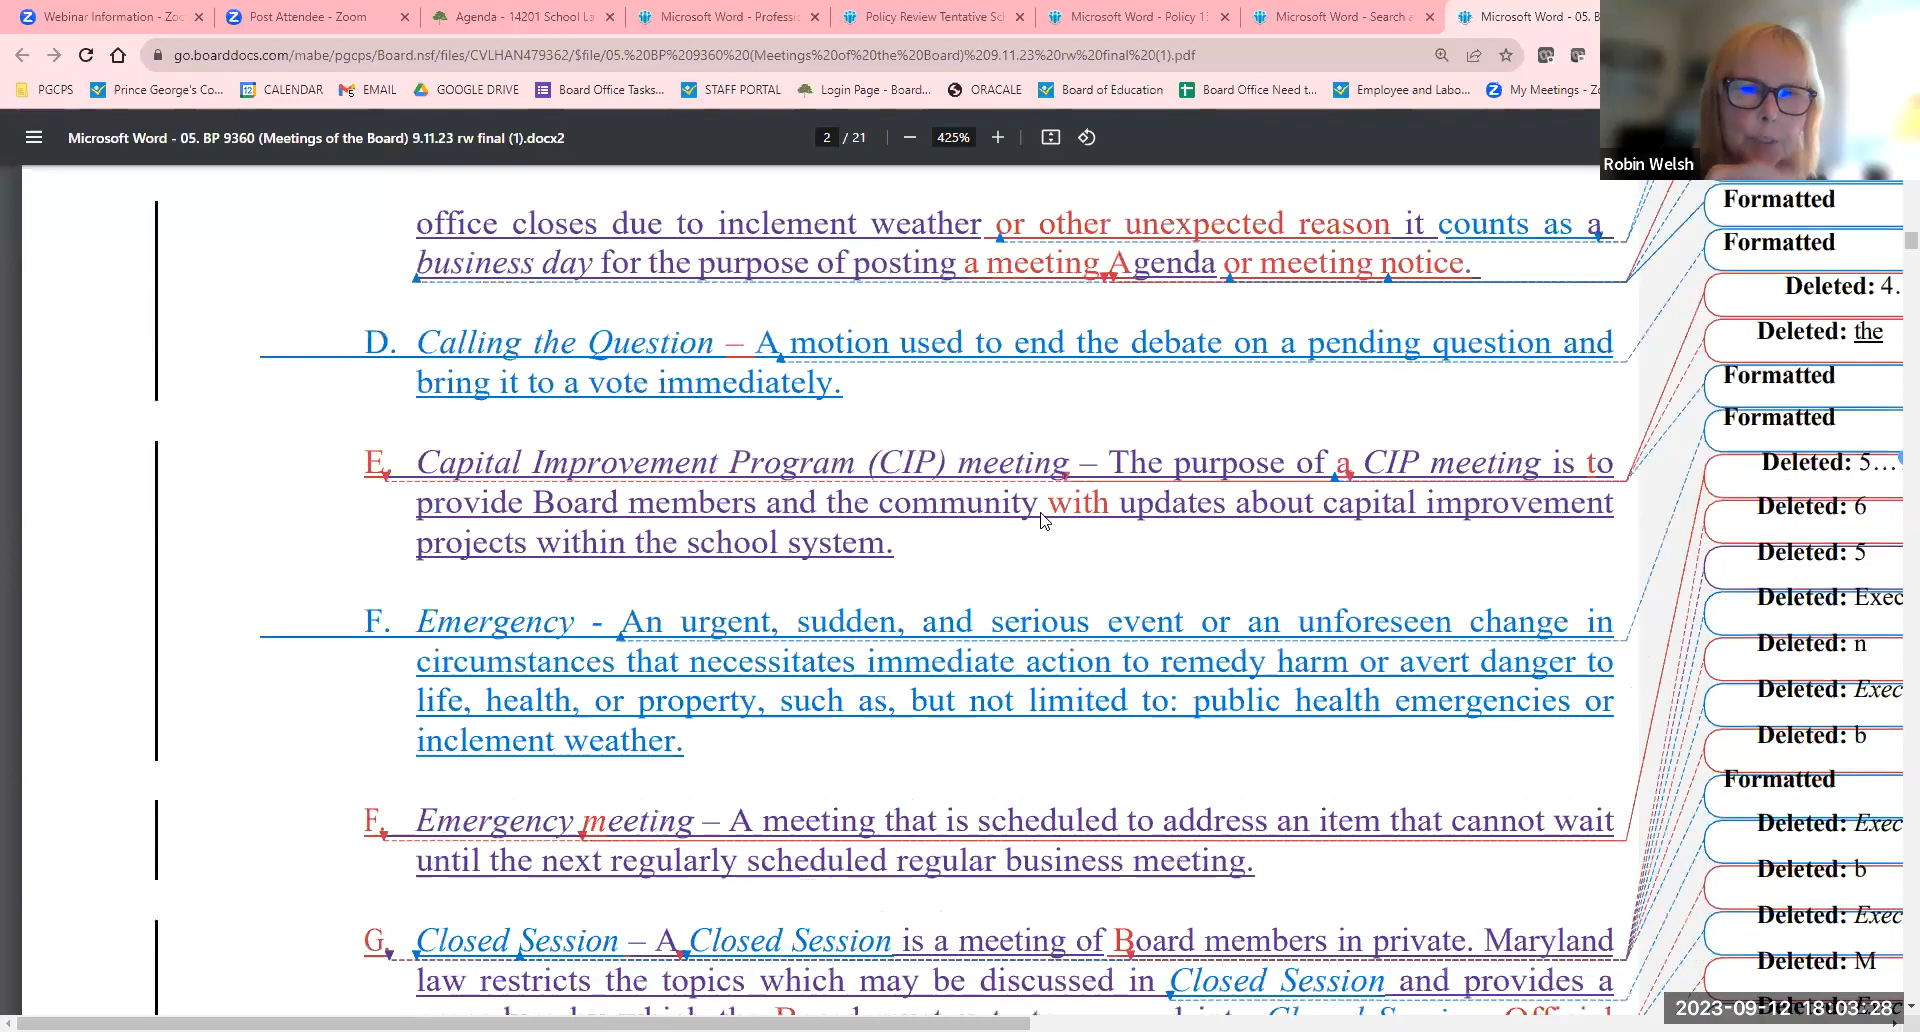 Webinar Information - Zoo
Post Attendee - Zoom
Agenda - 14201 School La
Microsoft Word - Professi
Policy Review Tentative Sc
Microsoft Word - Policy 1
Microsoft Word - Search a
Microsoft Word - 05. B
go.boarddocs.com/mabe/pgcps/Board.nsf/files/CVLHAN479362/$file/05.%20BP%209360%20(Meetings%20of%20the%20Board)%209.11.23%20rw%20final%20(1).pdf
PGCPS
Prince George's Co...
CALENDAR
EMAIL
GOOGLE DRIVE
Board Office Tasks...
STAFF PORTAL
Login Page - Board...
ORACALE
Board of Education
Board Office Need t...
Employee and Labo...
My Meetings - Zo
Microsoft Word - 05. BP 9360 (Meetings of the Board) 9.11.23 rw final (1).docx2
2 / 21
425%
Robin Welsh
office closes due to inclement weather or other unexpected reason it counts as a
business day for the purpose of posting a meeting Agenda or meeting notice.
D. Calling the Question – A motion used to end the debate on a pending question and
bring it to a vote immediately.
E. Capital Improvement Program (CIP) meeting – The purpose of a CIP meeting is to
provide Board members and the community with updates about capital improvement
projects within the school system.
F. Emergency - An urgent, sudden, and serious event or an unforeseen change in
circumstances that necessitates immediate action to remedy harm or avert danger to
life, health, or property, such as, but not limited to: public health emergencies or
inclement weather.
F. Emergency meeting – A meeting that is scheduled to address an item that cannot wait
until the next regularly scheduled regular business meeting.
G. Closed Session – A Closed Session is a meeting of Board members in private. Maryland
law restricts the topics which may be discussed in Closed Session and provides a
Formatted
Formatted
Deleted: 4.
Deleted: the
Formatted
Formatted
Deleted: 5...
Deleted: 6
Deleted: 5
Deleted: Exec
Deleted: n
Deleted: Exec
Deleted: b
Formatted
Deleted: Exec
Deleted: b
Deleted: Exec
Deleted: M
2023-09-12 18:03:28